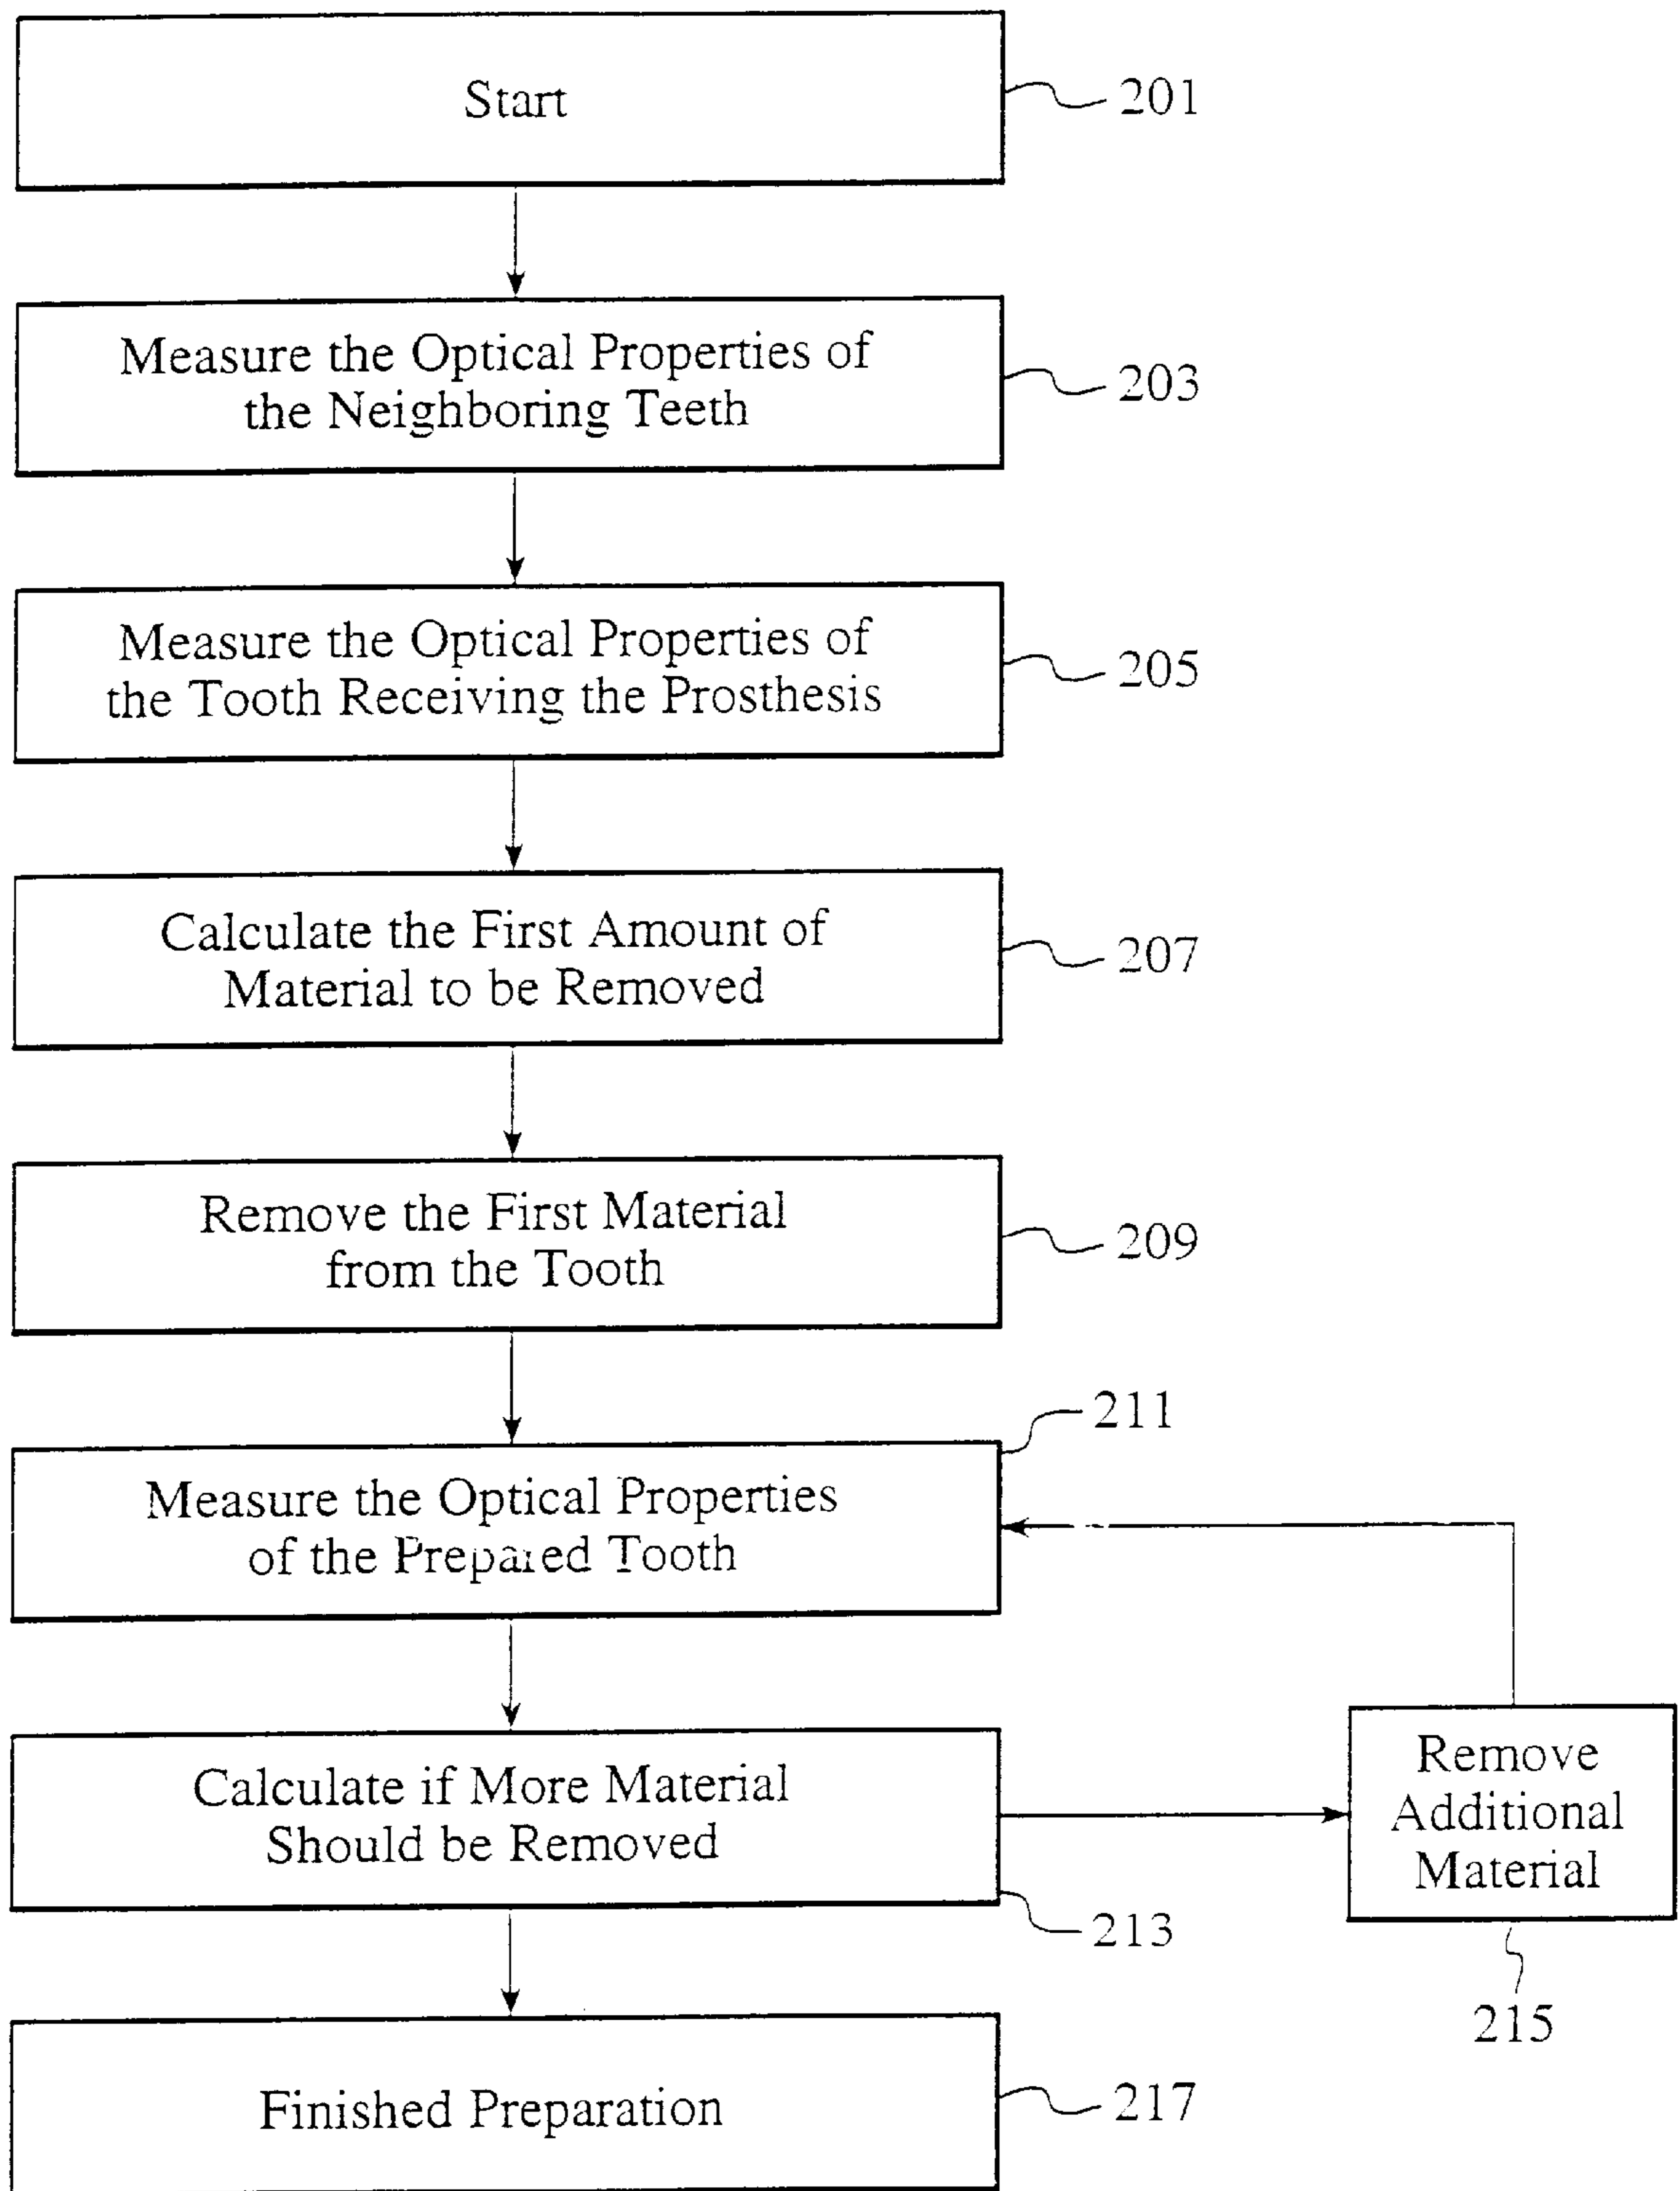 Start
201
Measure the Optical Properties of
the Neighboring Teeth
203
Measure the Optical Properties of
the Tooth Receiving the Prosthesis
205
Calculate the First Amount of
Material to be Removed
207
Remove the First Material
from the Tooth
209
211
Measure the Optical Properties
of the Prepared Tooth
Calculate if More Material
Should be Removed
213
Remove
Additional
Material
215
Finished Preparation
217